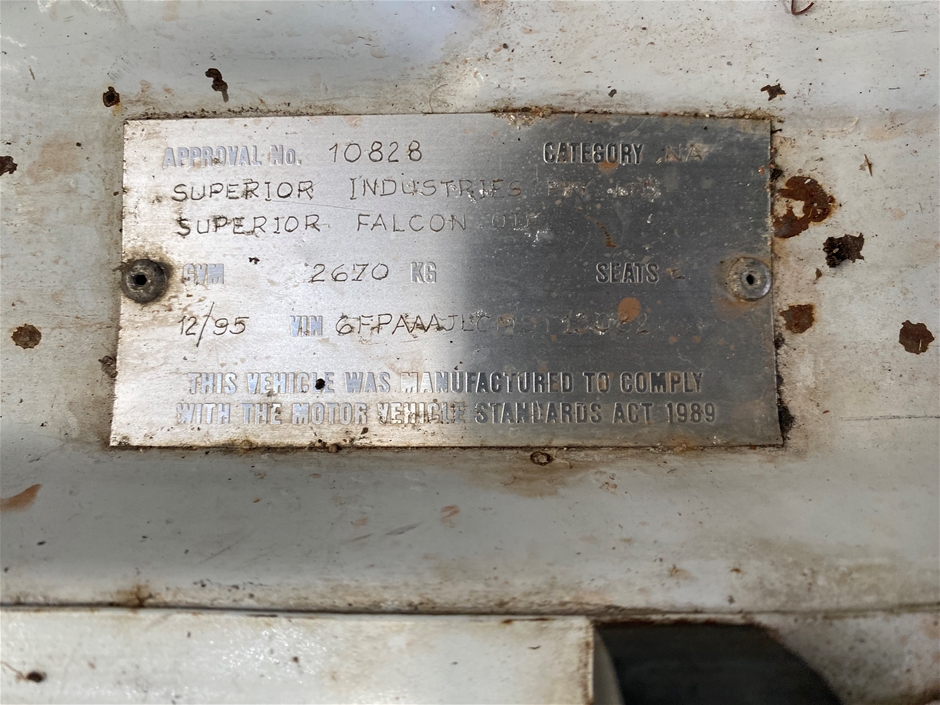 APPROVAL No. 10828 CATEGORY NA
SUPERIOR INDUSTRIES
SUPERIOR FALCON
GVM 2670 KG SEATS
12/95 VIN
THIS VEHICLE WAS MANUFACTURED TO COMPLY
WITH THE MOTOR VEHICLE STANDARDS ACT 1989